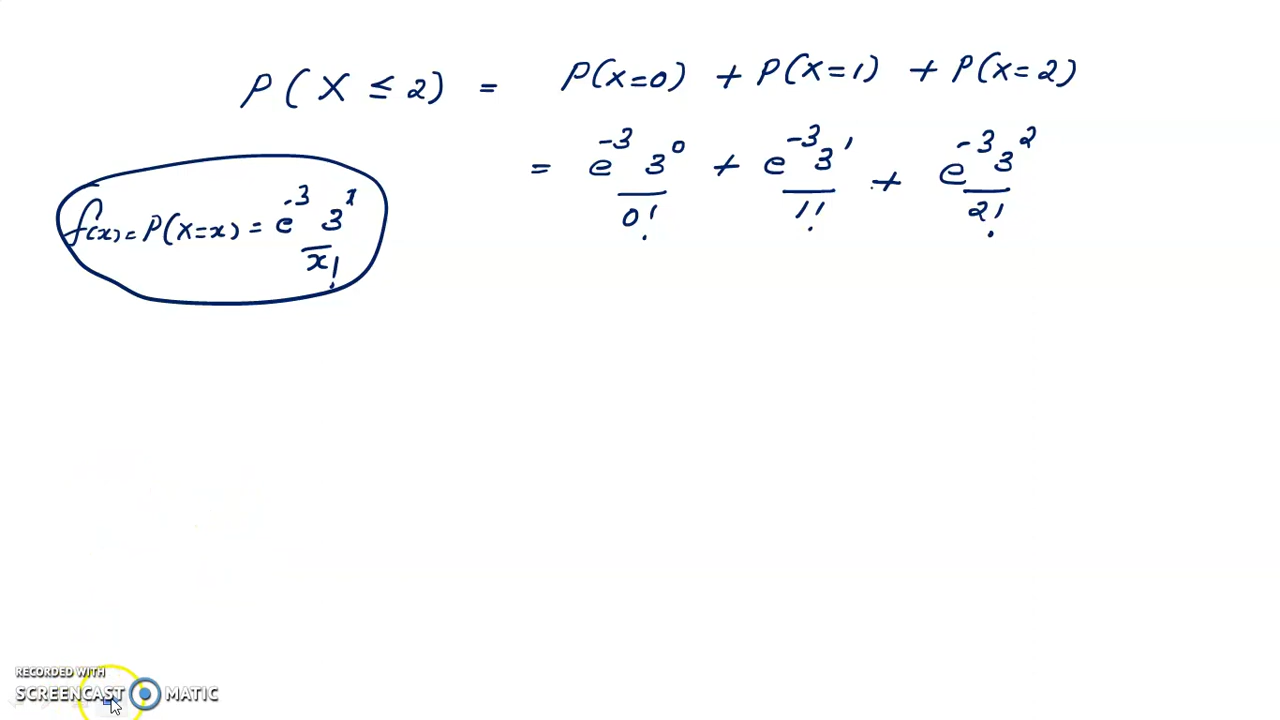 P(X ≤ 2) = P(X=0) + P(X=1) + P(X=2)
= e^-3 3^0 / 0! + e^-3 3^1 / 1! + e^-3 3^2 / 2!
f(x) = P(X=x) = e^-3 3^x / x!
RECORDED WITH
SCREENCAST MATIC